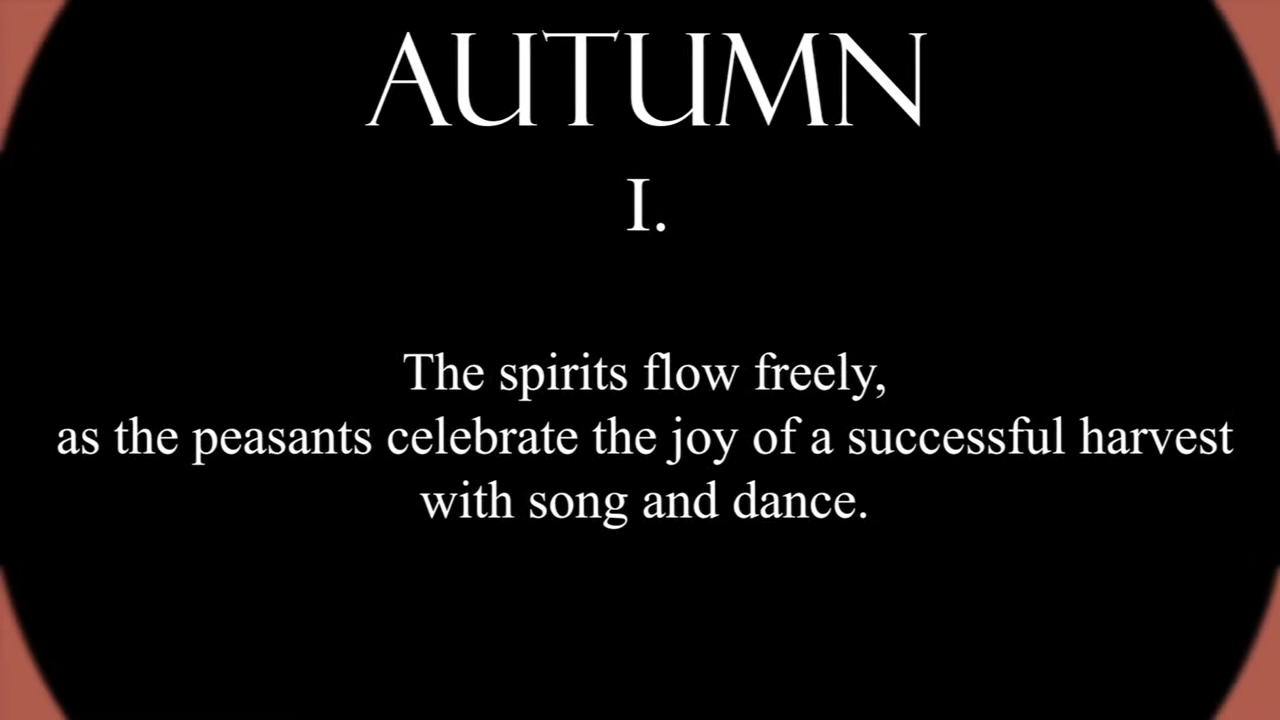 AUTUMN
I.
The spirits flow freely,
as the peasants celebrate the joy of a successful harvest
with song and dance.